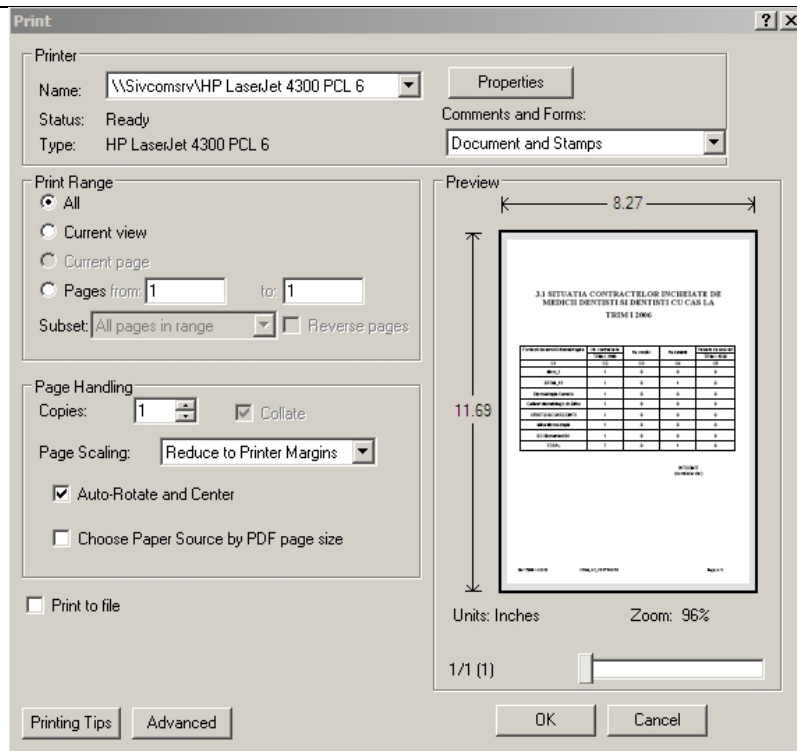 Print
Printer
Name: \\Sivcomsrv\HP LaserJet 4300 PCL 6
Properties
Status: Ready
Comments and Forms:
Type: HP LaserJet 4300 PCL 6
Document and Stamps
Print Range
All
Current view
Current page
Pages from: 1 to: 1
Subset: All pages in range Reverse pages
Page Handling
Copies: 1 Collate
Page Scaling: Reduce to Printer Margins
Auto-Rotate and Center
Choose Paper Source by PDF page size
Print to file
Preview
8.27
11.69
3.1 SITUATIA CONTRACTELOR INCHEIATE DE
MEDICII DENTISTI SI DENTISTI CU CAS LA
TRIM I 2006
Units: Inches Zoom: 96%
1/1 (1)
Printing Tips Advanced OK Cancel